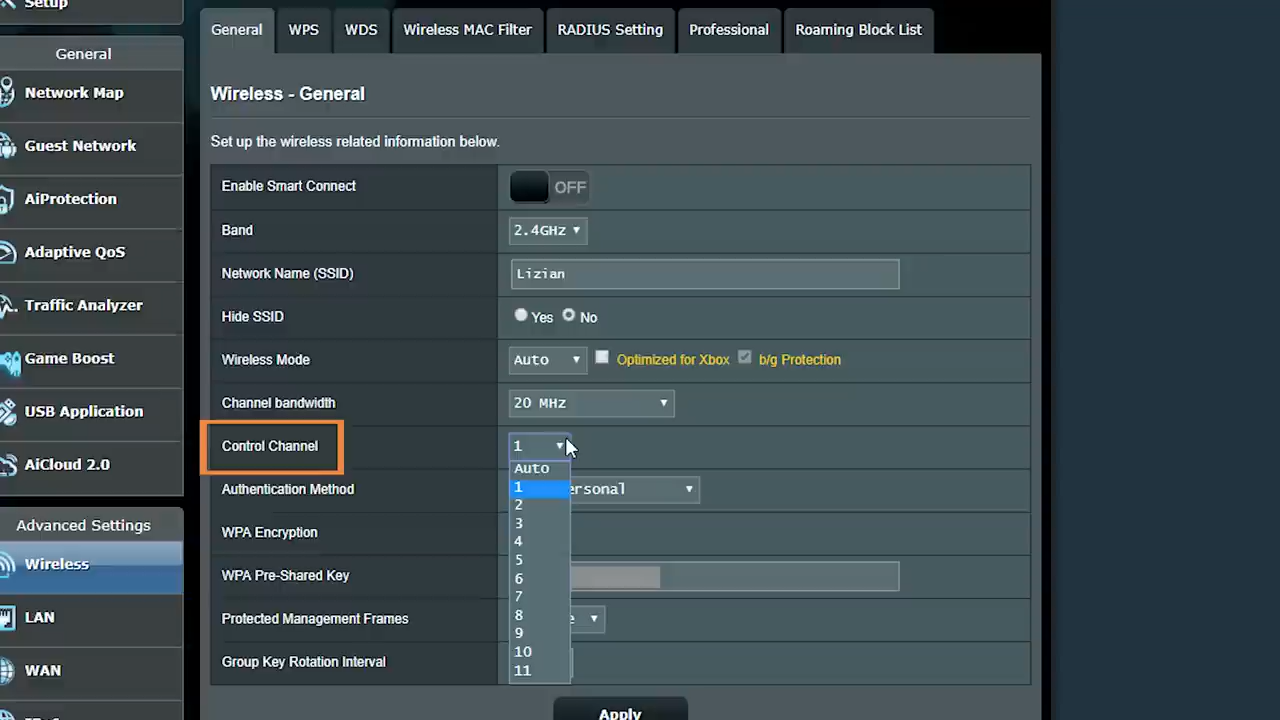 Setup
General
Network Map
Guest Network
AiProtection
Adaptive QoS
Traffic Analyzer
Game Boost
USB Application
AiCloud 2.0
Advanced Settings
Wireless
LAN
WAN
General WPS WDS Wireless MAC Filter RADIUS Setting Professional Roaming Block List
Wireless - General
Set up the wireless related information below.
Enable Smart Connect OFF
Band 2.4GHz
Network Name (SSID) Lizian
Hide SSID Yes No
Wireless Mode Auto Optimized for Xbox b/g Protection
Channel bandwidth 20 MHz
Control Channel 1
Auto
1
2
3
4
5
6
7
8
9
10
11
Authentication Method ersonal
WPA Encryption
WPA Pre-Shared Key
Protected Management Frames e
Group Key Rotation Interval
Apply